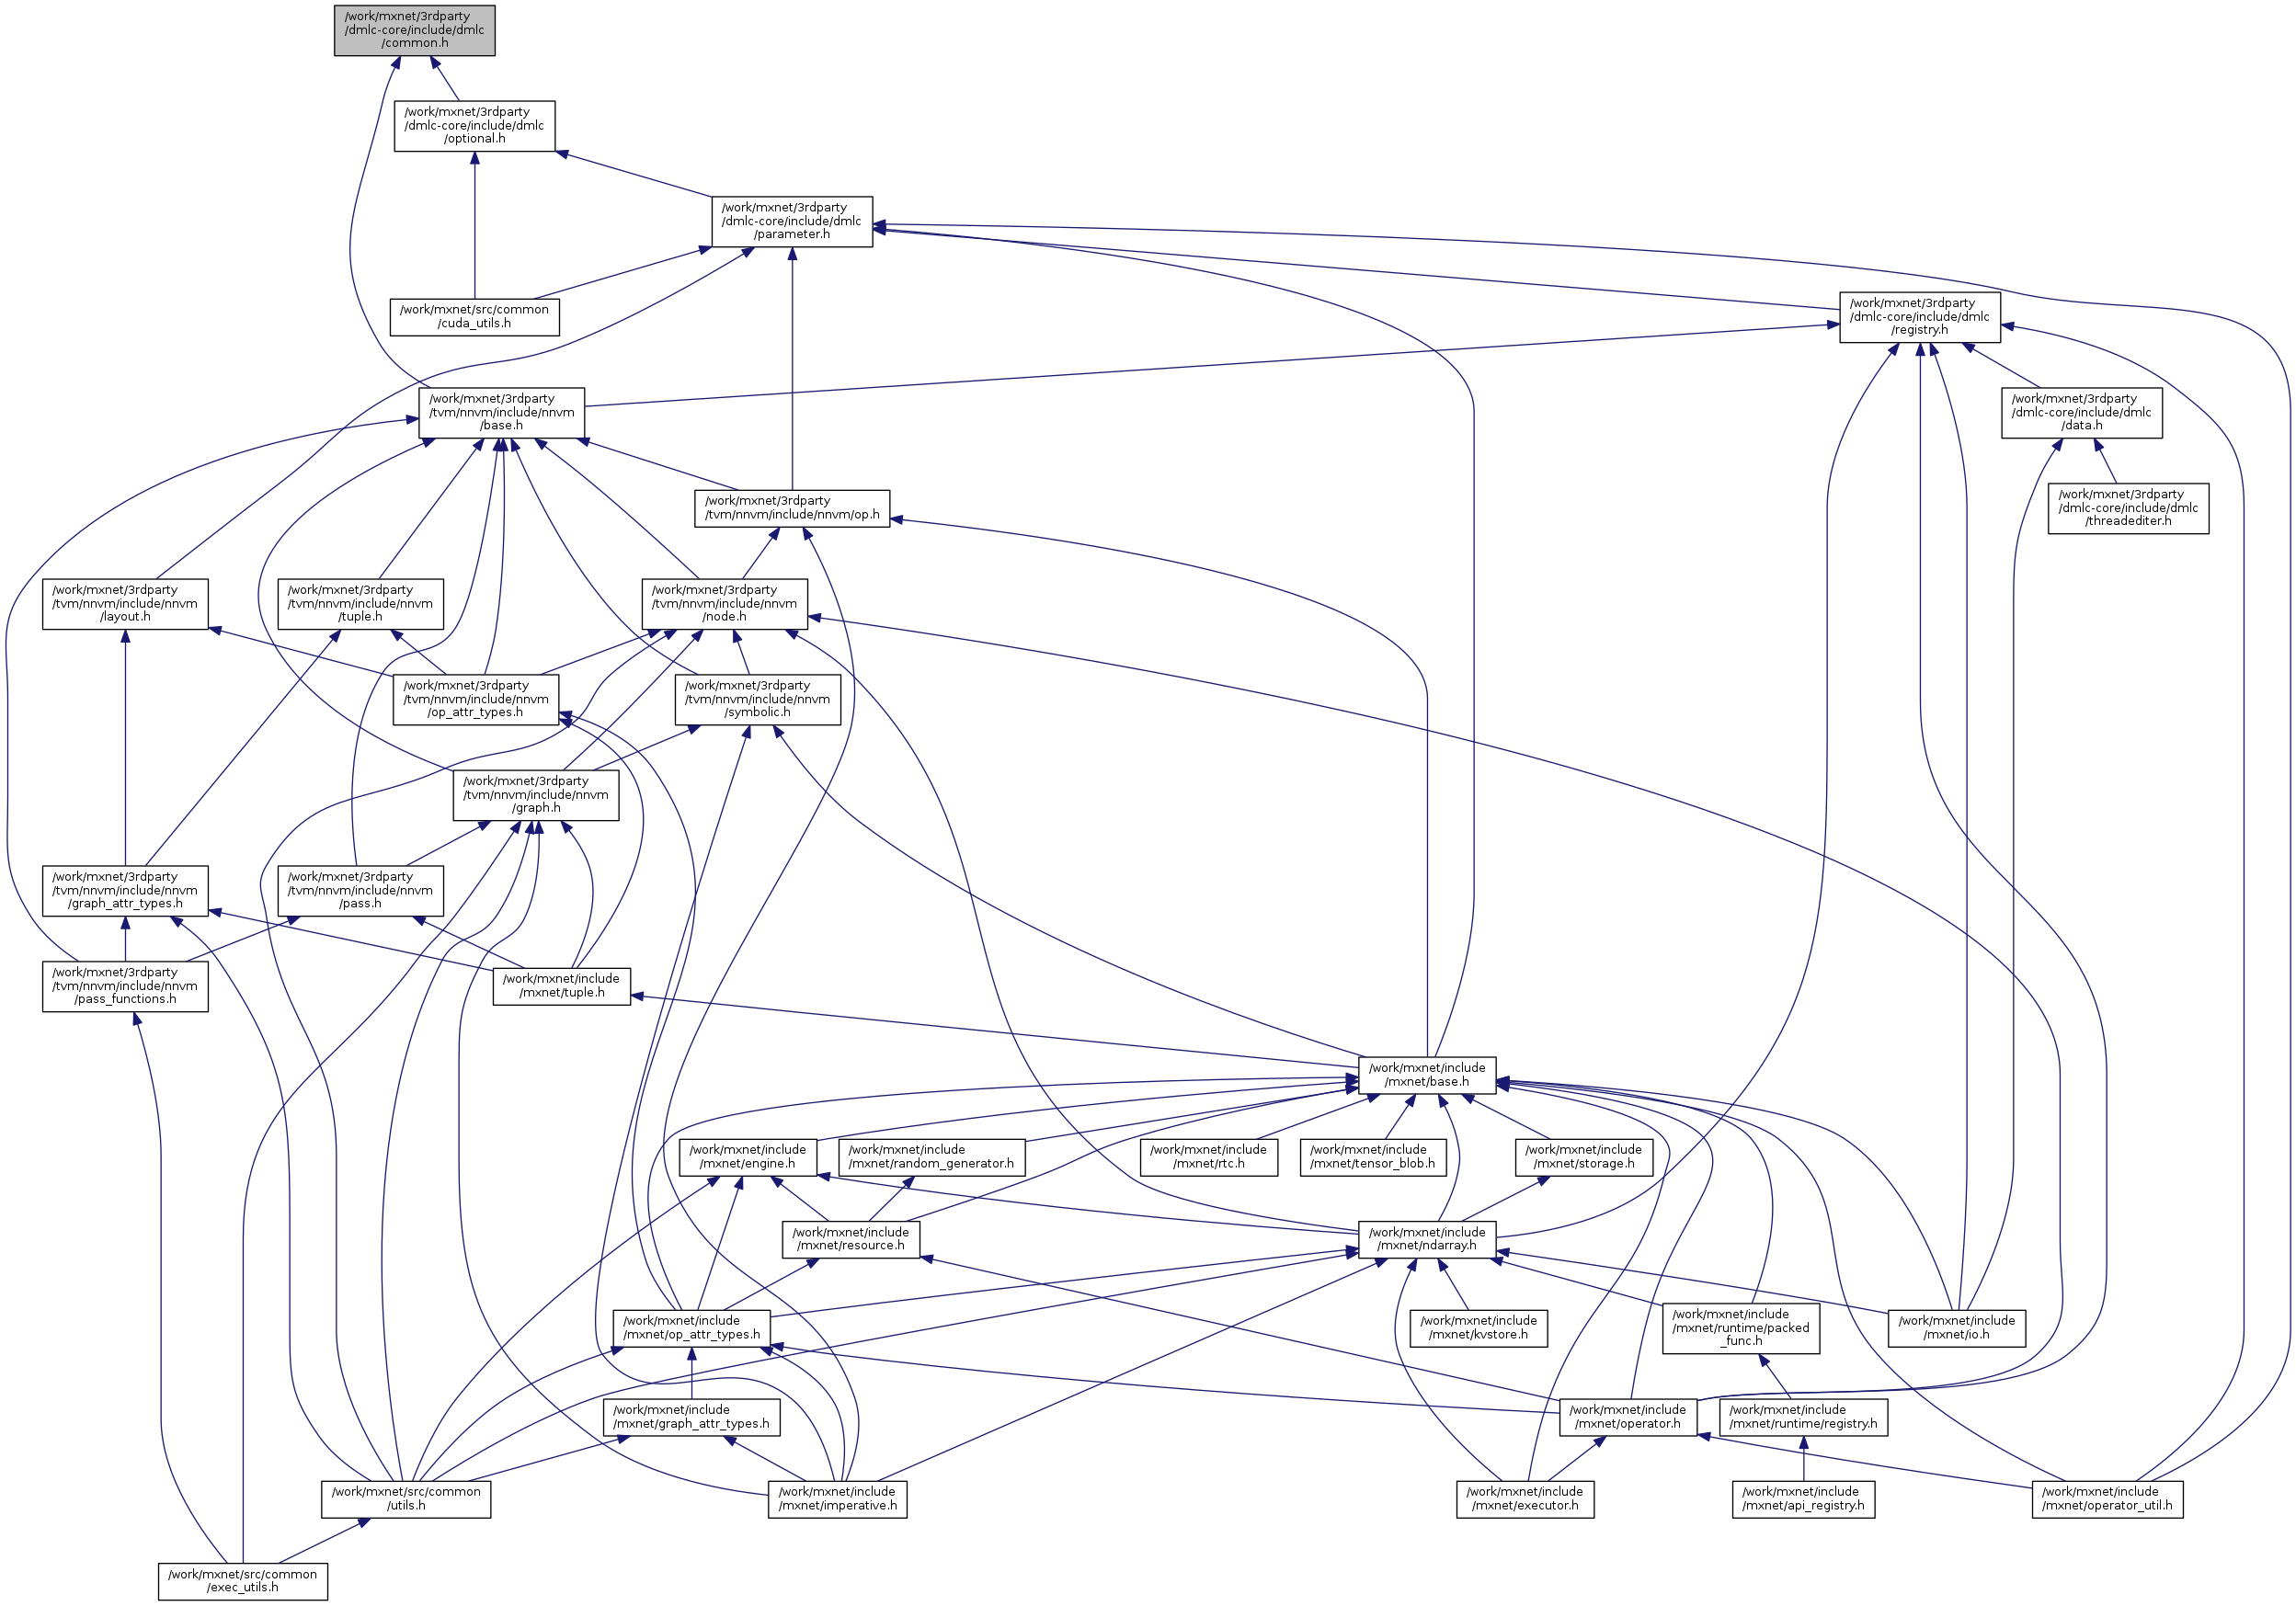 /work/mxnet/3rdparty
/dmlc-core/include/dmlc
/common.h
/work/mxnet/3rdparty
/dmlc-core/include/dmlc
/optional.h
/work/mxnet/3rdparty
/dmlc-core/include/dmlc
/parameter.h
/work/mxnet/src/common
/cuda_utils.h
/work/mxnet/3rdparty
/dmlc-core/include/dmlc
/registry.h
/work/mxnet/3rdparty
/tvm/nnvm/include/nnvm
/base.h
/work/mxnet/3rdparty
/dmlc-core/include/dmlc
/data.h
/work/mxnet/3rdparty
/tvm/nnvm/include/nnvm/op.h
/work/mxnet/3rdparty
/dmlc-core/include/dmlc
/threadediter.h
/work/mxnet/3rdparty
/tvm/nnvm/include/nnvm
/layout.h
/work/mxnet/3rdparty
/tvm/nnvm/include/nnvm
/tuple.h
/work/mxnet/3rdparty
/tvm/nnvm/include/nnvm
/node.h
/work/mxnet/3rdparty
/tvm/nnvm/include/nnvm
/op_attr_types.h
/work/mxnet/3rdparty
/tvm/nnvm/include/nnvm
/symbolic.h
/work/mxnet/3rdparty
/tvm/nnvm/include/nnvm
/graph.h
/work/mxnet/3rdparty
/tvm/nnvm/include/nnvm
/graph_attr_types.h
/work/mxnet/3rdparty
/tvm/nnvm/include/nnvm
/pass.h
/work/mxnet/3rdparty
/tvm/nnvm/include/nnvm
/pass_functions.h
/work/mxnet/include
/mxnet/tuple.h
/work/mxnet/include
/mxnet/base.h
/work/mxnet/include
/mxnet/engine.h
/work/mxnet/include
/mxnet/random_generator.h
/work/mxnet/include
/mxnet/rtc.h
/work/mxnet/include
/mxnet/tensor_blob.h
/work/mxnet/include
/mxnet/storage.h
/work/mxnet/include
/mxnet/resource.h
/work/mxnet/include
/mxnet/ndarray.h
/work/mxnet/include
/mxnet/op_attr_types.h
/work/mxnet/include
/mxnet/kvstore.h
/work/mxnet/include
/mxnet/runtime/packed
_func.h
/work/mxnet/include
/mxnet/io.h
/work/mxnet/include
/mxnet/graph_attr_types.h
/work/mxnet/include
/mxnet/operator.h
/work/mxnet/include
/mxnet/runtime/registry.h
/work/mxnet/src/common
/utils.h
/work/mxnet/include
/mxnet/imperative.h
/work/mxnet/include
/mxnet/executor.h
/work/mxnet/include
/mxnet/api_registry.h
/work/mxnet/include
/mxnet/operator_util.h
/work/mxnet/src/common
/exec_utils.h